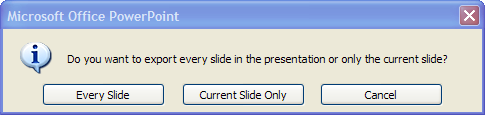 Microsoft Office PowerPoint
Do you want to export every slide in the presentation or only the current slide?
Every Slide
Current Slide Only
Cancel